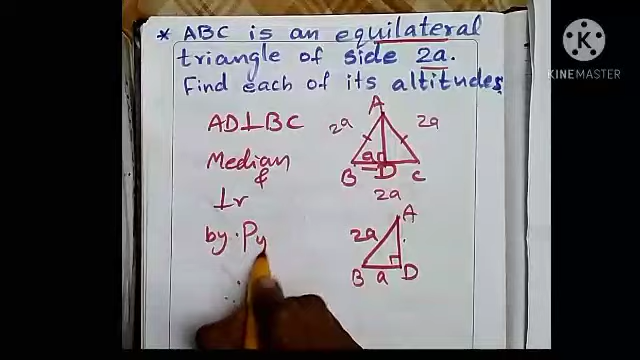 * ABC is an equilateral
triangle of side 2a.
Find each of its altitudes
K
KINEMASTER
AD⊥BC
Median
&
⊥r
by. Py
A
2a
2a
a
B
D
C
2a
A
2a
B
a
D